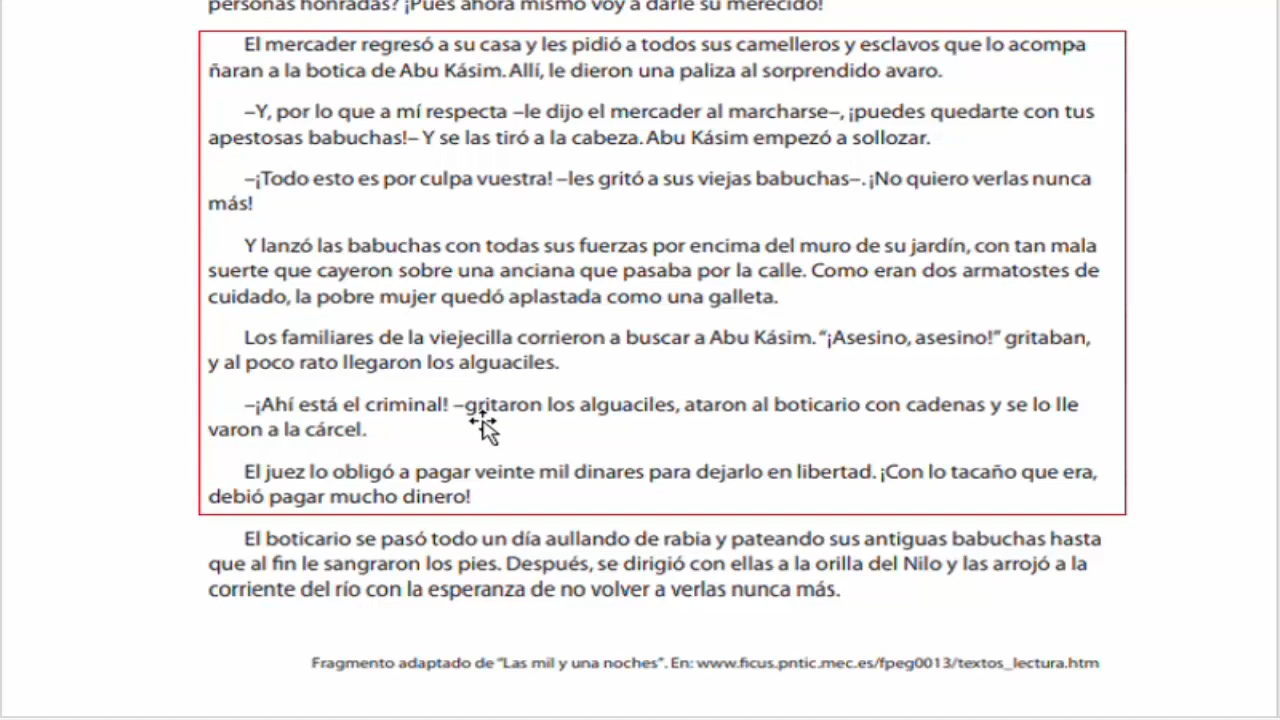 personas honradas? ¡Pues ahora mismo voy a darle su merecido!
El mercader regresó a su casa y les pidió a todos sus camelleros y esclavos que lo acompa
ñaran a la botica de Abu Kásim. Allí, le dieron una paliza al sorprendido avaro.
–Y, por lo que a mí respecta –le dijo el mercader al marcharse–, ¡puedes quedarte con tus
apestosas babuchas!– Y se las tiró a la cabeza. Abu Kásim empezó a sollozar.
–¡Todo esto es por culpa vuestra! –les gritó a sus viejas babuchas–. ¡No quiero verlas nunca
más!
Y lanzó las babuchas con todas sus fuerzas por encima del muro de su jardín, con tan mala
suerte que cayeron sobre una anciana que pasaba por la calle. Como eran dos armatostes de
cuidado, la pobre mujer quedó aplastada como una galleta.
Los familiares de la viejecilla corrieron a buscar a Abu Kásim. “¡Asesino, asesino!” gritaban,
y al poco rato llegaron los alguaciles.
–¡Ahí está el criminal! –gritaron los alguaciles, ataron al boticario con cadenas y se lo lle
varon a la cárcel.
El juez lo obligó a pagar veinte mil dinares para dejarlo en libertad. ¡Con lo tacaño que era,
debió pagar mucho dinero!
El boticario se pasó todo un día aullando de rabia y pateando sus antiguas babuchas hasta
que al fin le sangraron los pies. Después, se dirigió con ellas a la orilla del Nilo y las arrojó a la
corriente del río con la esperanza de no volver a verlas nunca más.
Fragmento adaptado de “Las mil y una noches”. En: www.ficus.pntic.mec.es/fpeg0013/textos_lectura.htm